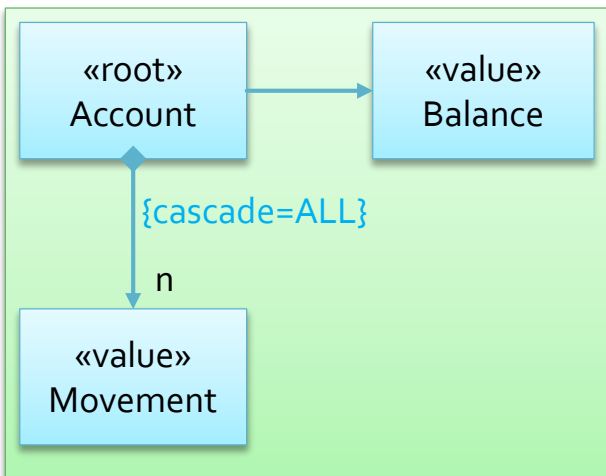 «root»
Account
«value»
Balance
{cascade=ALL}
n
«value»
Movement